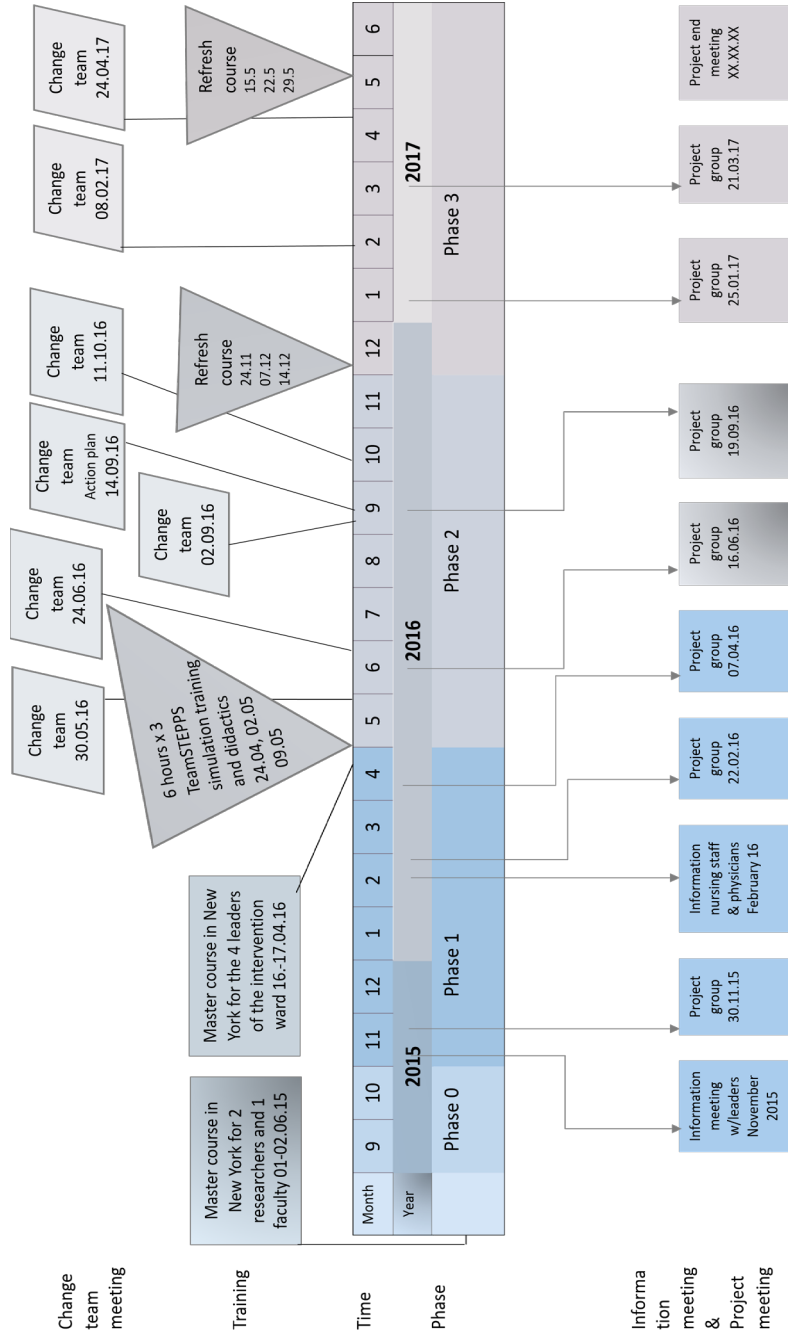 Change
team
meeting
Change
team
30.05.16
Change
team
24.06.16
Change
team
02.09.16
Change
team
Action plan
14.09.16
Change
team
11.10.16
Change
team
08.02.17
Change
team
24.04.17
Training
Master course in
New York for 2
researchers and 1
faculty 01-02.06.15
Master course in New
York for the 4 leaders
of the intervention
ward 16.-17.04.16
6 hours x 3
TeamSTEPPS
simulation training
and didactics
24.04, 02.05
09.05
Refresh
course
24.11
07.12
14.12
Refresh
course
15.5
22.5
29.5
Time
Month
9
10
11
12
1
2
3
4
5
6
7
8
9
10
11
12
1
2
3
4
5
6
Year
2015
2016
2017
Phase
Phase 0
Phase 1
Phase 2
Phase 3
Informa
tion
meeting
&
Project
meeting
Information
meeting
w/leaders
November
2015
Project
group
30.11.15
Information
nursing staff
& physicians
February 16
Project
group
22.02.16
Project
group
07.04.16
Project
group
16.06.16
Project
group
19.09.16
Project
group
25.01.17
Project
group
21.03.17
Project end
meeting
XX.XX.XX